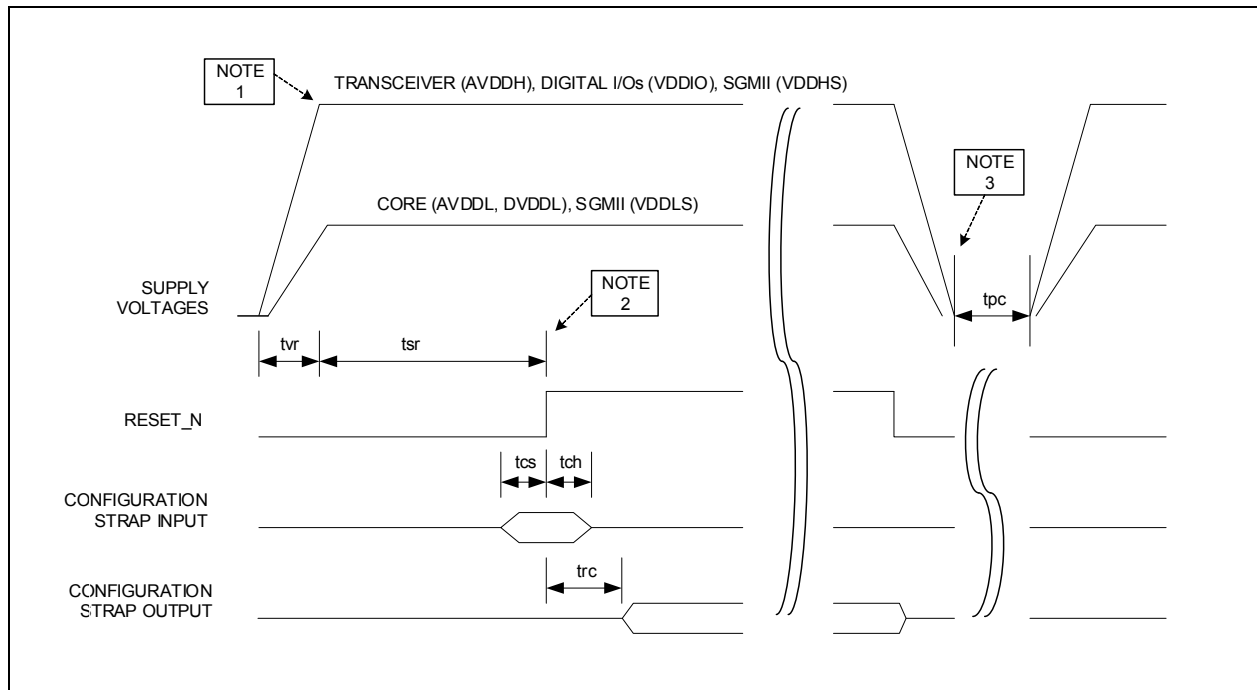 NOTE
1
TRANSCEIVER (AVDDH), DIGITAL I/Os (VDDIO), SGMII (VDDHS)
NOTE
3
CORE (AVDDL, DVDDL), SGMII (VDDLS)
SUPPLY
VOLTAGES
NOTE
2
tpc
tvr
tsr
RESET_N
tcs
tch
CONFIGURATION
STRAP INPUT
trc
CONFIGURATION
STRAP OUTPUT